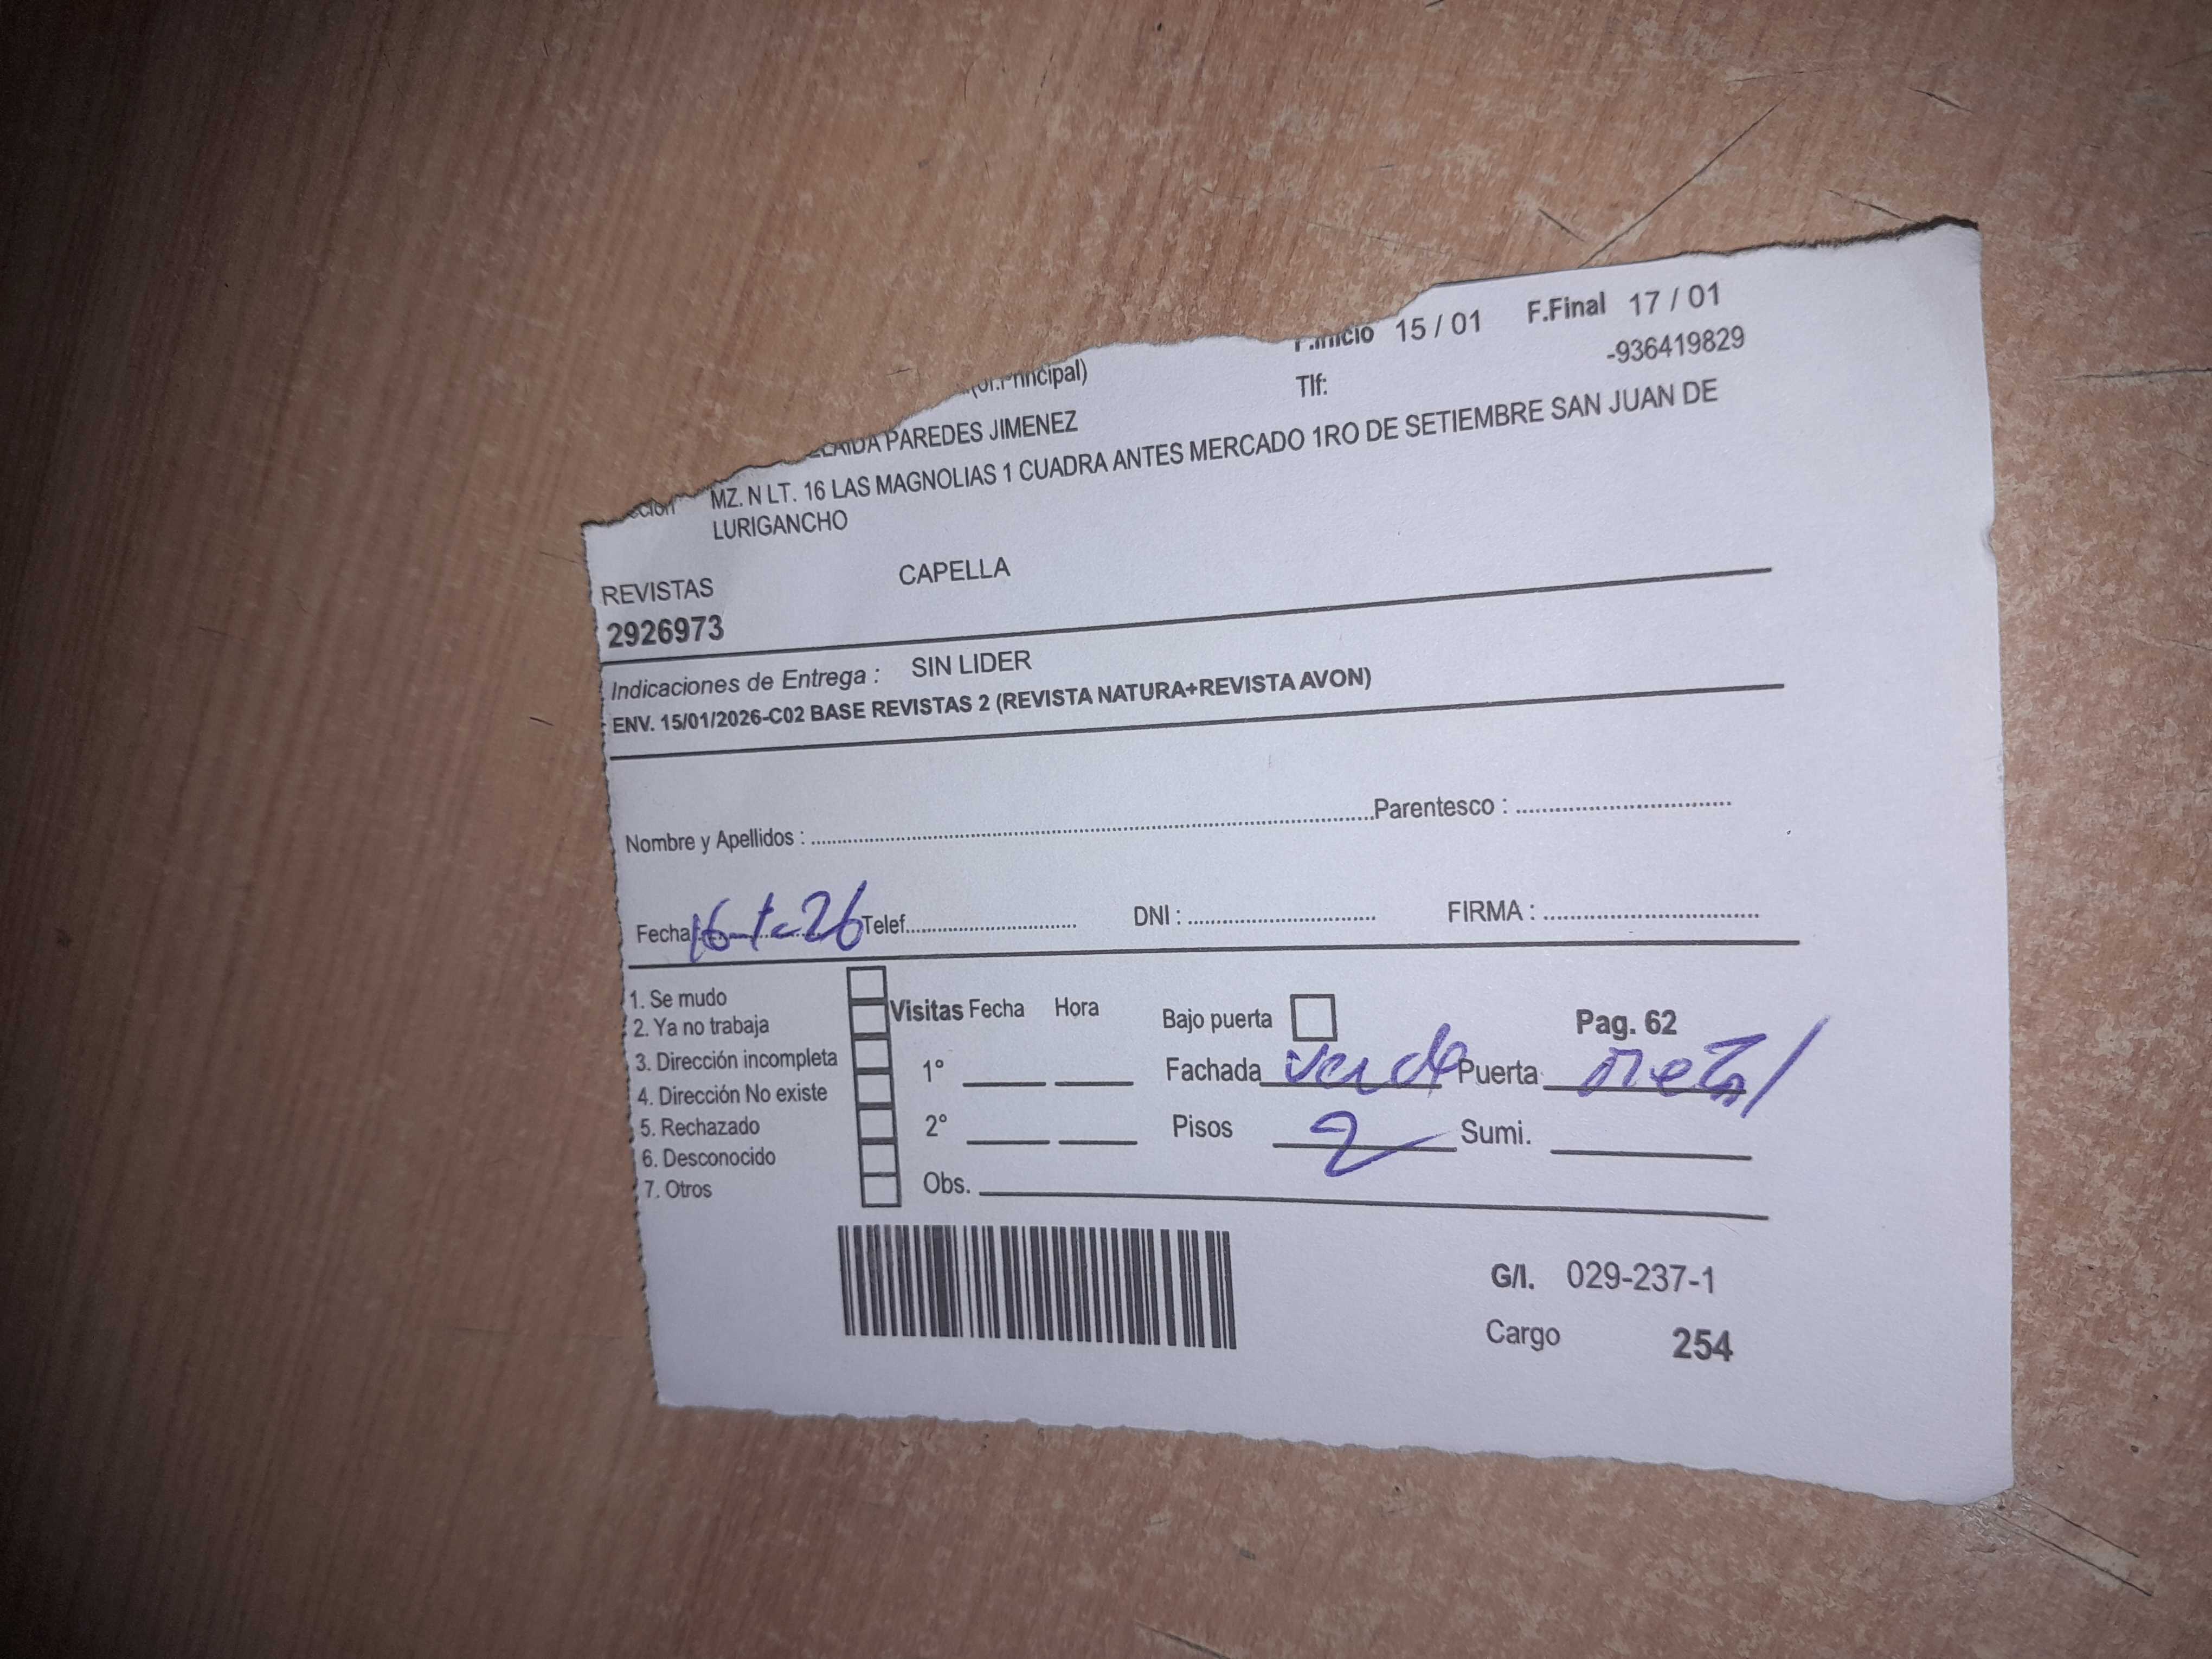 F.Inicio 15 / 01 F.Final 17 / 01
(Of.Principal) Tlf: -936419829
PAREDES JIMENEZ
MZ. N LT. 16 LAS MAGNOLIAS 1 CUADRA ANTES MERCADO 1RO DE SETIEMBRE SAN JUAN DE
LURIGANCHO
REVISTAS CAPELLA
2926973
Indicaciones de Entrega : SIN LIDER
ENV. 15/01/2026-C02 BASE REVISTAS 2 (REVISTA NATURA+REVISTA AVON)
Nombre y Apellidos : Parentesco :
Fecha 16-1-26 Telef. DNI : FIRMA :
1. Se mudo
2. Ya no trabaja
3. Dirección incompleta
4. Dirección No existe
5. Rechazado
6. Desconocido
7. Otros
Visitas Fecha Hora Bajo puerta Pag. 62
1° Fachada verde Puerta metal
2° Pisos 2 Sumi.
Obs.
G/I. 029-237-1
Cargo 254